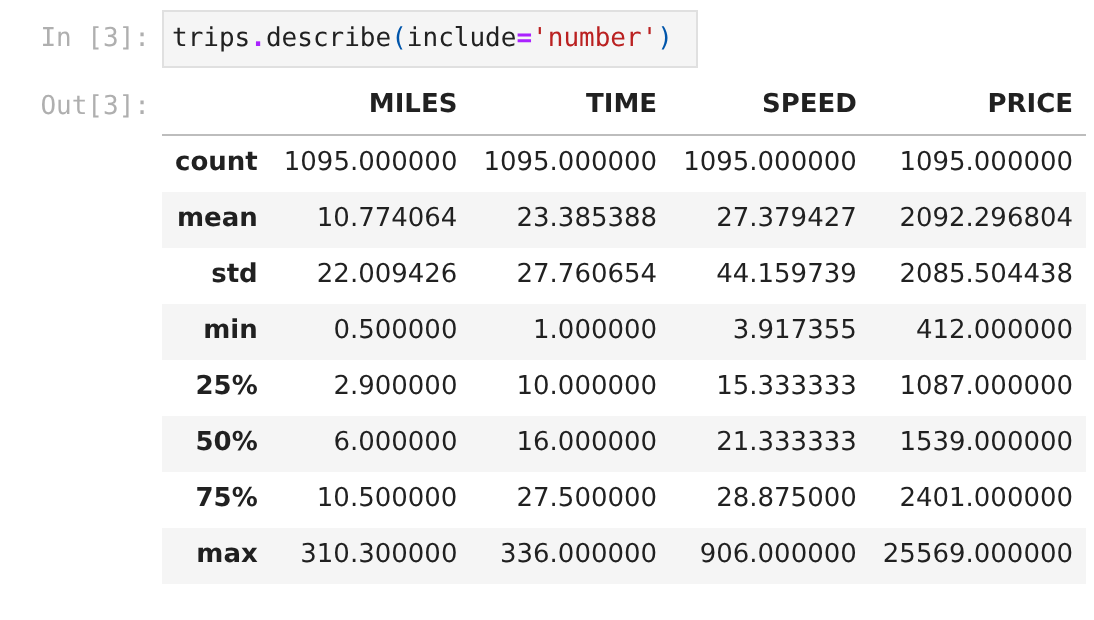 In [3]: trips.describe(include='number')
Out[3]:
MILES TIME SPEED PRICE
count 1095.000000 1095.000000 1095.000000 1095.000000
mean 10.774064 23.385388 27.379427 2092.296804
std 22.009426 27.760654 44.159739 2085.504438
min 0.500000 1.000000 3.917355 412.000000
25% 2.900000 10.000000 15.333333 1087.000000
50% 6.000000 16.000000 21.333333 1539.000000
75% 10.500000 27.500000 28.875000 2401.000000
max 310.300000 336.000000 906.000000 25569.000000